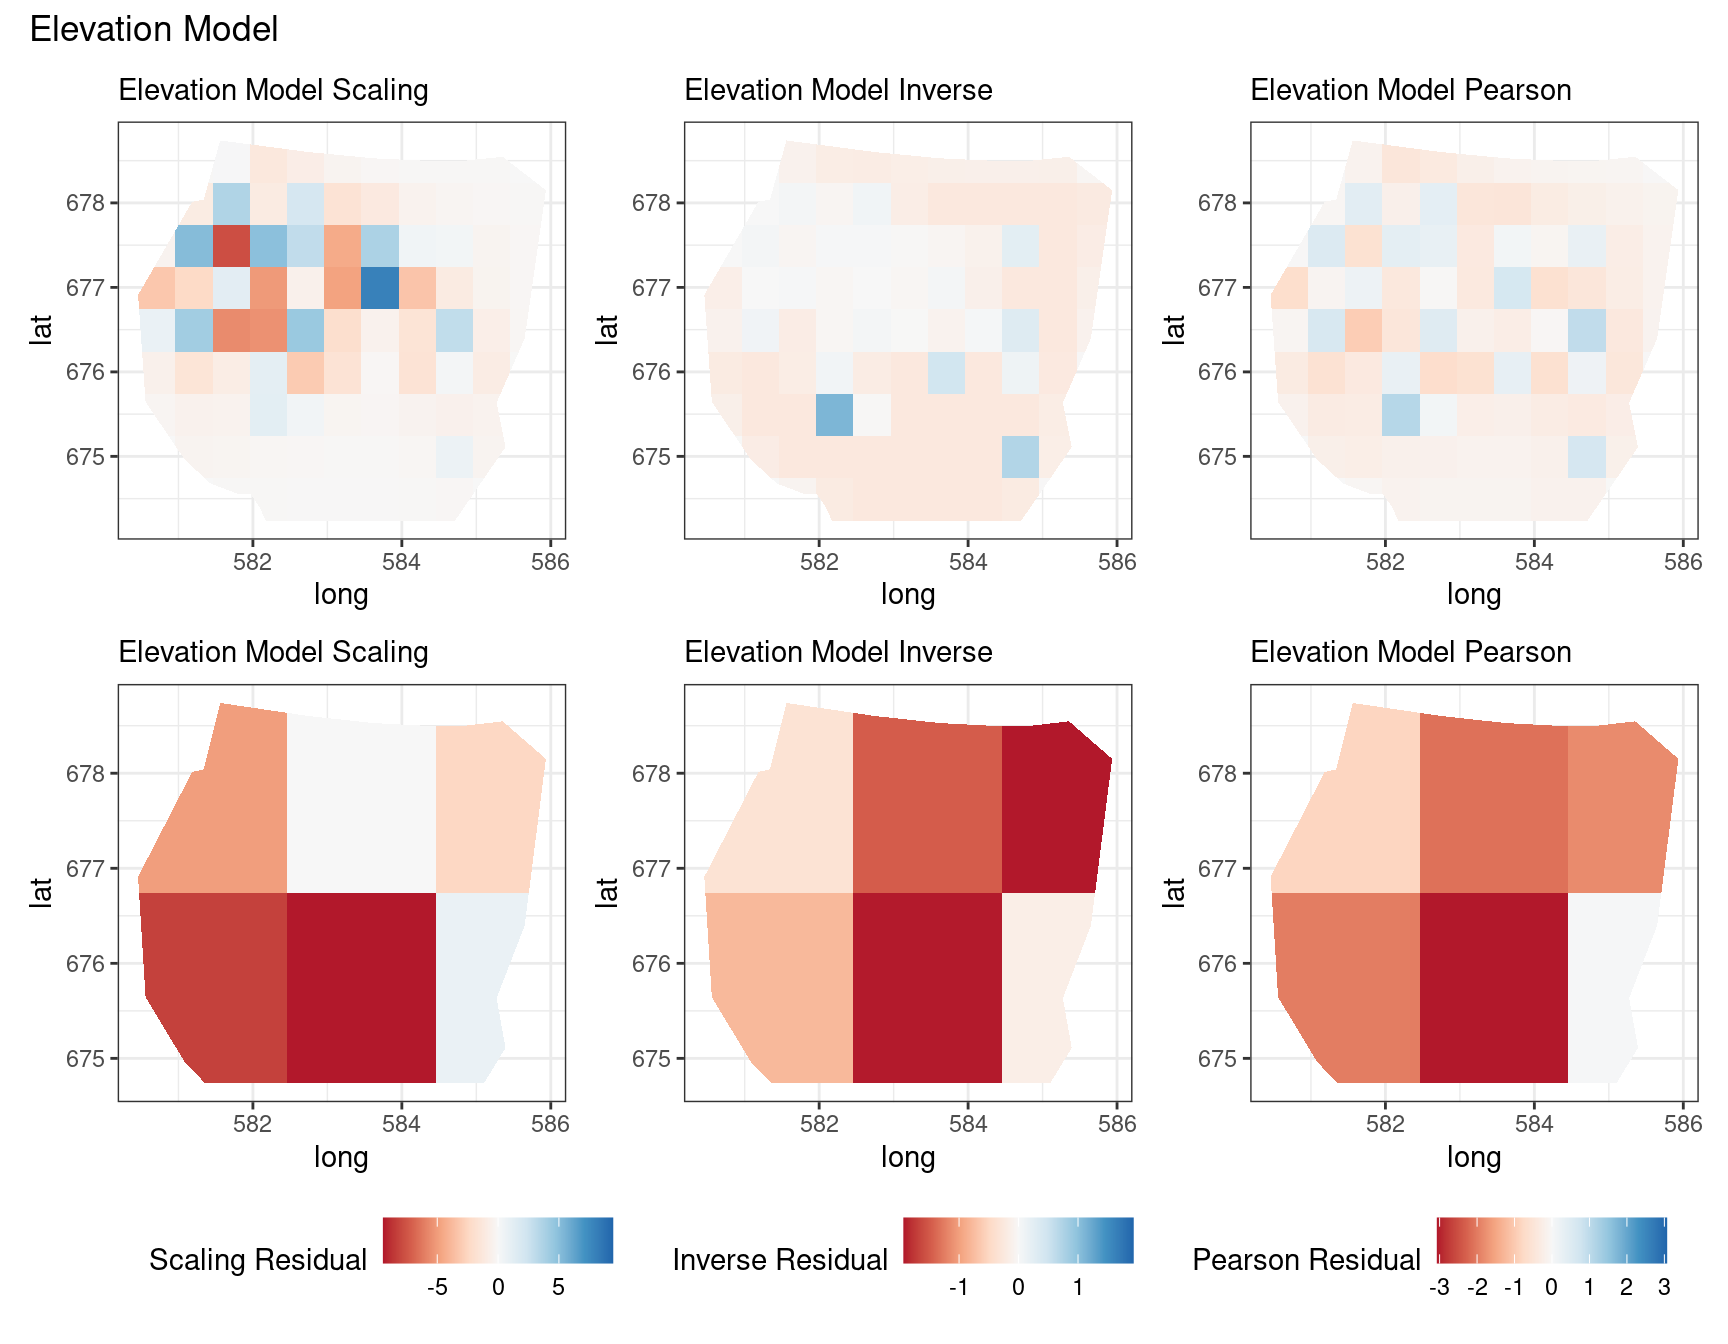 Elevation Model
Elevation Model Scaling
Elevation Model Inverse
Elevation Model Pearson
lat
678
677
676
675
582
584
586
long
lat
678
677
676
675
582
584
586
long
lat
678
677
676
675
582
584
586
long
Elevation Model Scaling
Elevation Model Inverse
Elevation Model Pearson
lat
678
677
676
675
582
584
586
long
lat
678
677
676
675
582
584
586
long
lat
678
677
676
675
582
584
586
long
Scaling Residual
-5 0 5
Inverse Residual
-1 0 1
Pearson Residual
-3 -2 -1 0 1 2 3